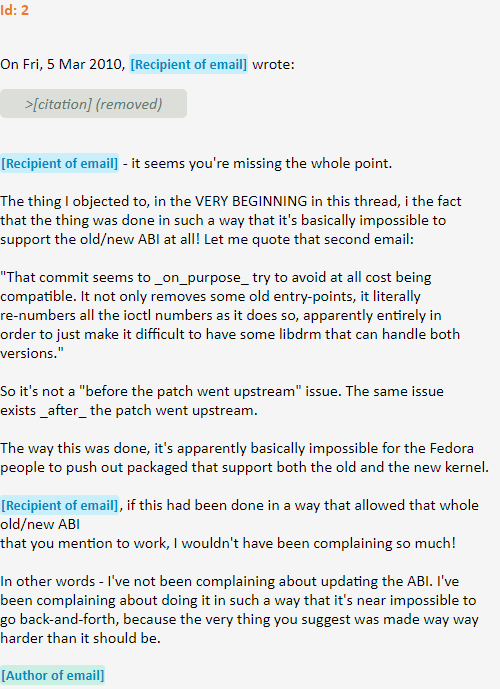 Id: 2
On Fri, 5 Mar 2010, [Recipient of email] wrote:
>[citation] (removed)
[Recipient of email] - it seems you're missing the whole point.
The thing I objected to, in the VERY BEGINNING in this thread, i the fact
that the thing was done in such a way that it's basically impossible to
support the old/new ABI at all! Let me quote that second email:
"That commit seems to _on_purpose_ try to avoid at all cost being
compatible. It not only removes some old entry-points, it literally
re-numbers all the ioctl numbers as it does so, apparently entirely in
order to just make it difficult to have some libdrm that can handle both
versions."
So it's not a "before the patch went upstream" issue. The same issue
exists _after_ the patch went upstream.
The way this was done, it's apparently basically impossible for the Fedora
people to push out packaged that support both the old and the new kernel.
[Recipient of email], if this had been done in a way that allowed that whole
old/new ABI
that you mention to work, I wouldn't have been complaining so much!
In other words - I've not been complaining about updating the ABI. I've
been complaining about doing it in such a way that it's near impossible to
go back-and-forth, because the very thing you suggest was made way way
harder than it should be.
[Author of email]